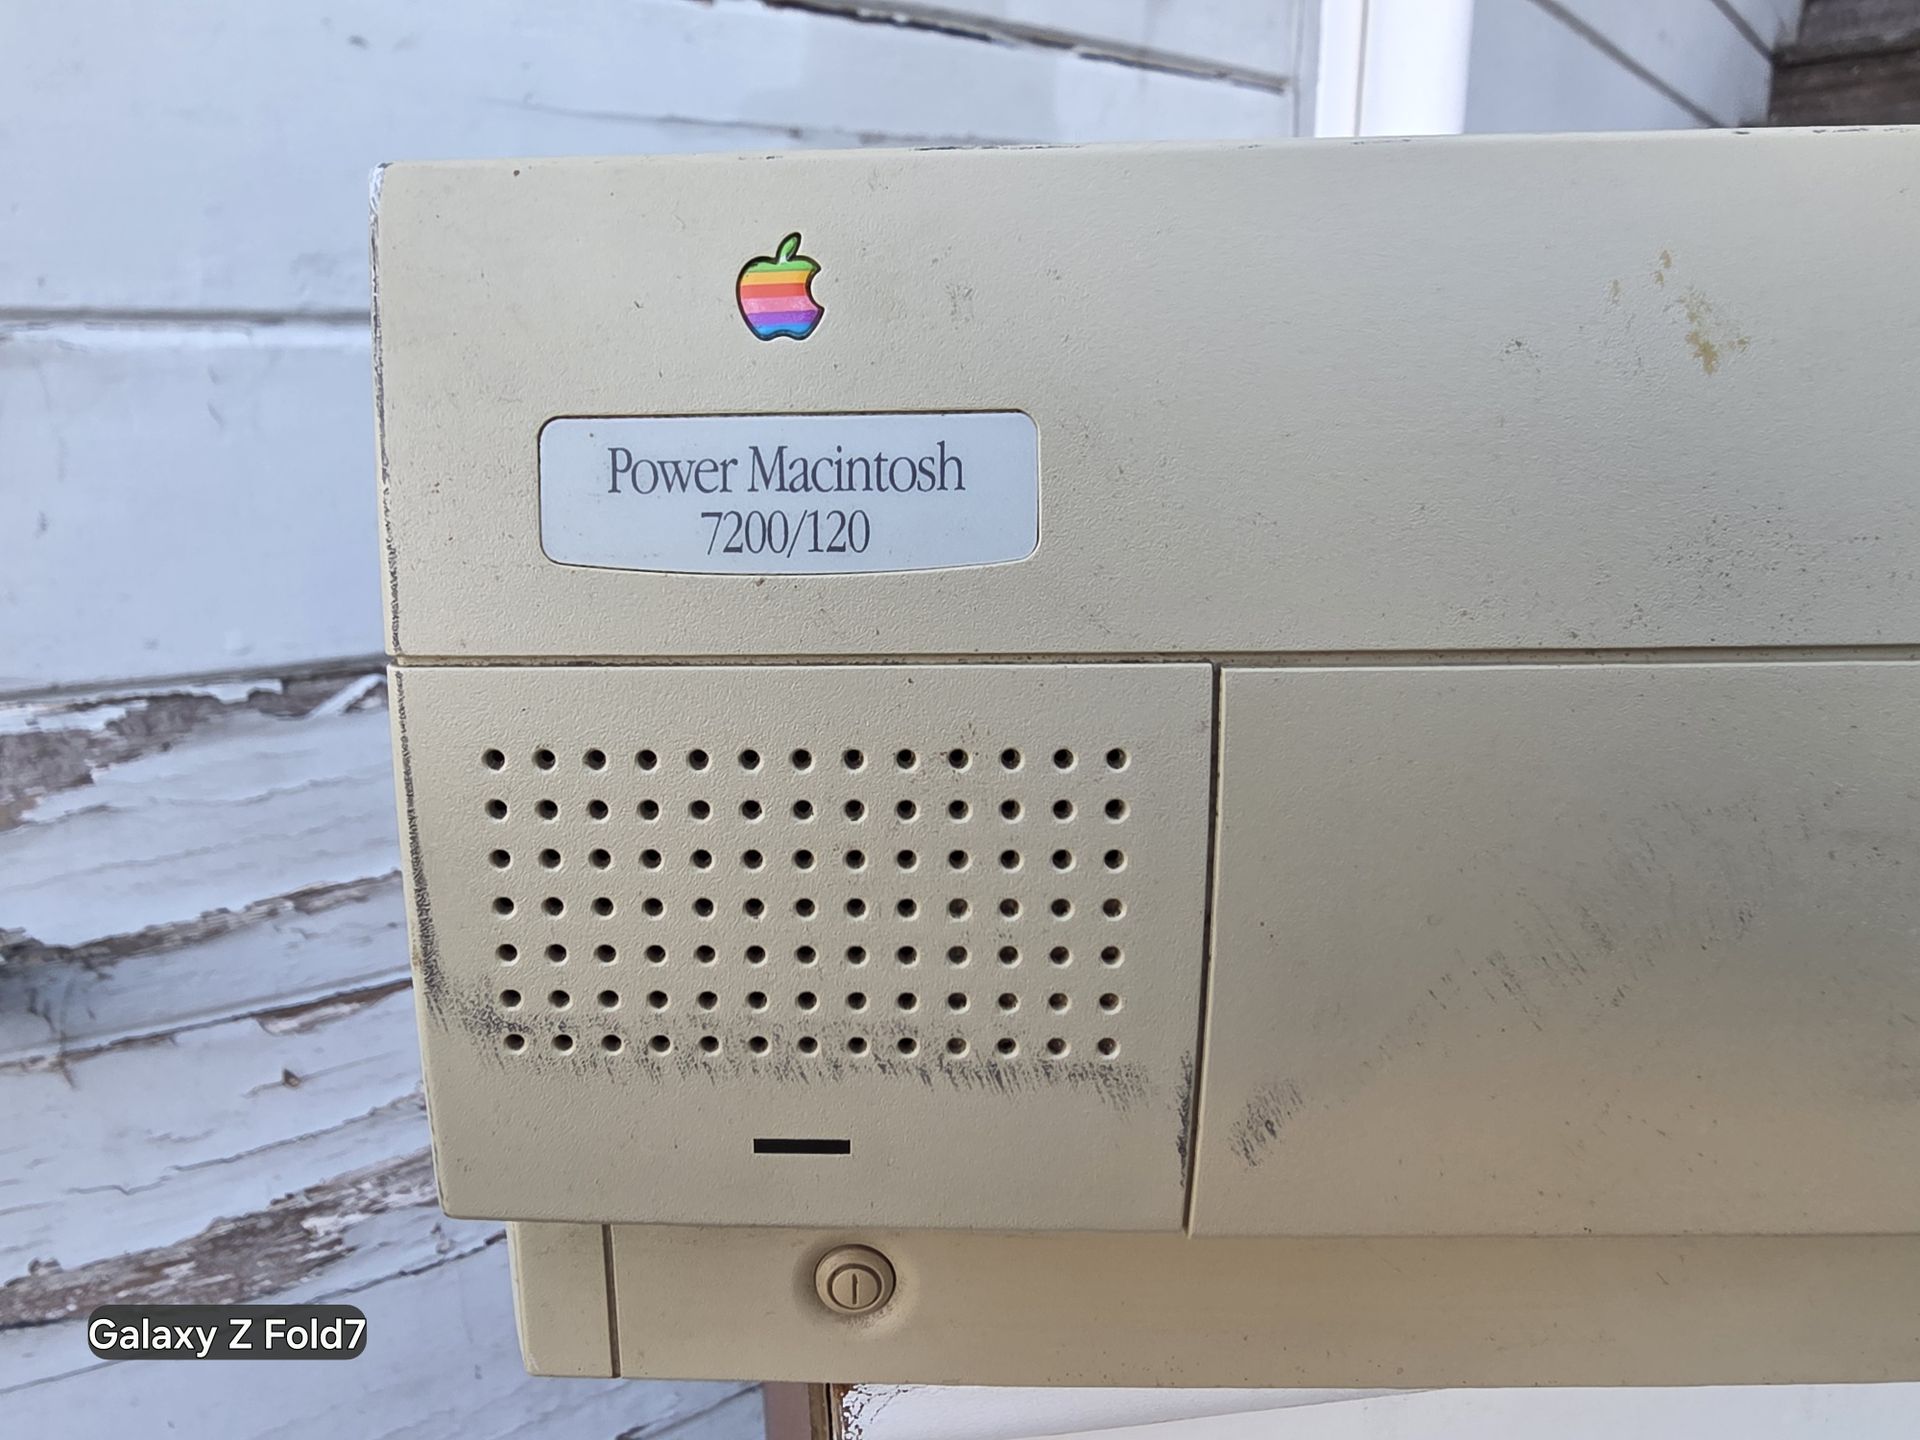 Power Macintosh
7200/120
Galaxy Z Fold7